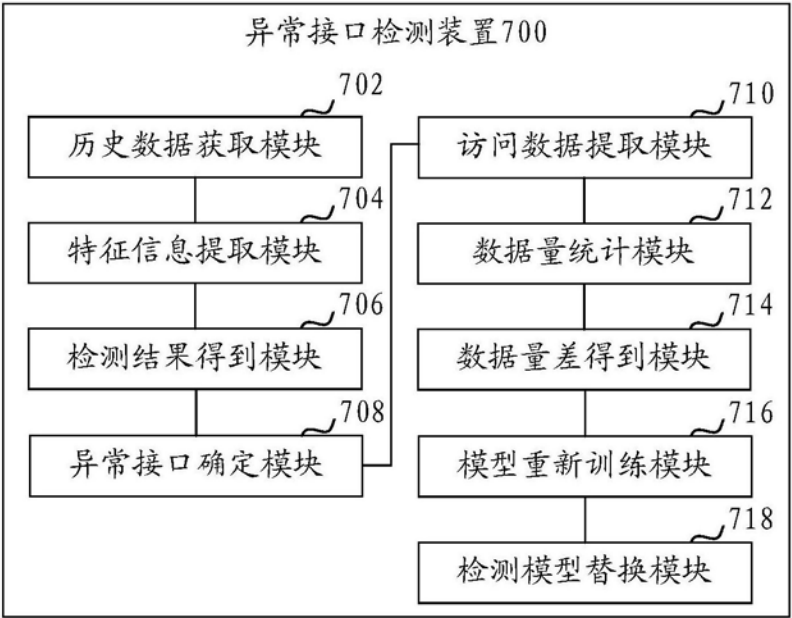 异常接口检测装置700
702
历史数据获取模块
704
特征信息提取模块
706
检测结果得到模块
708
异常接口确定模块
710
访问数据提取模块
712
数据量统计模块
714
数据量差得到模块
716
模型重新训练模块
718
检测模型替换模块